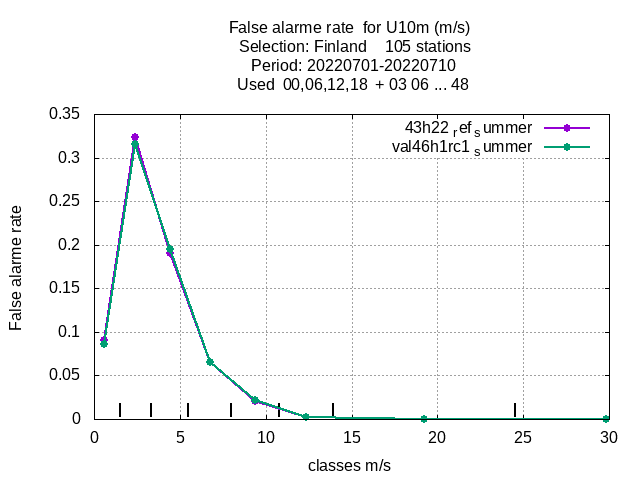 False alarme rate  for U10m (m/s)
Selection: Finland    105 stations
Period: 20220701-20220710
Used  00,06,12,18  + 03 06 ... 48
43h22 ref summer
val46h1rc1 summer
False alarme rate
0.35
0.3
0.25
0.2
0.15
0.1
0.05
0
0 5 10 15 20 25 30
classes m/s